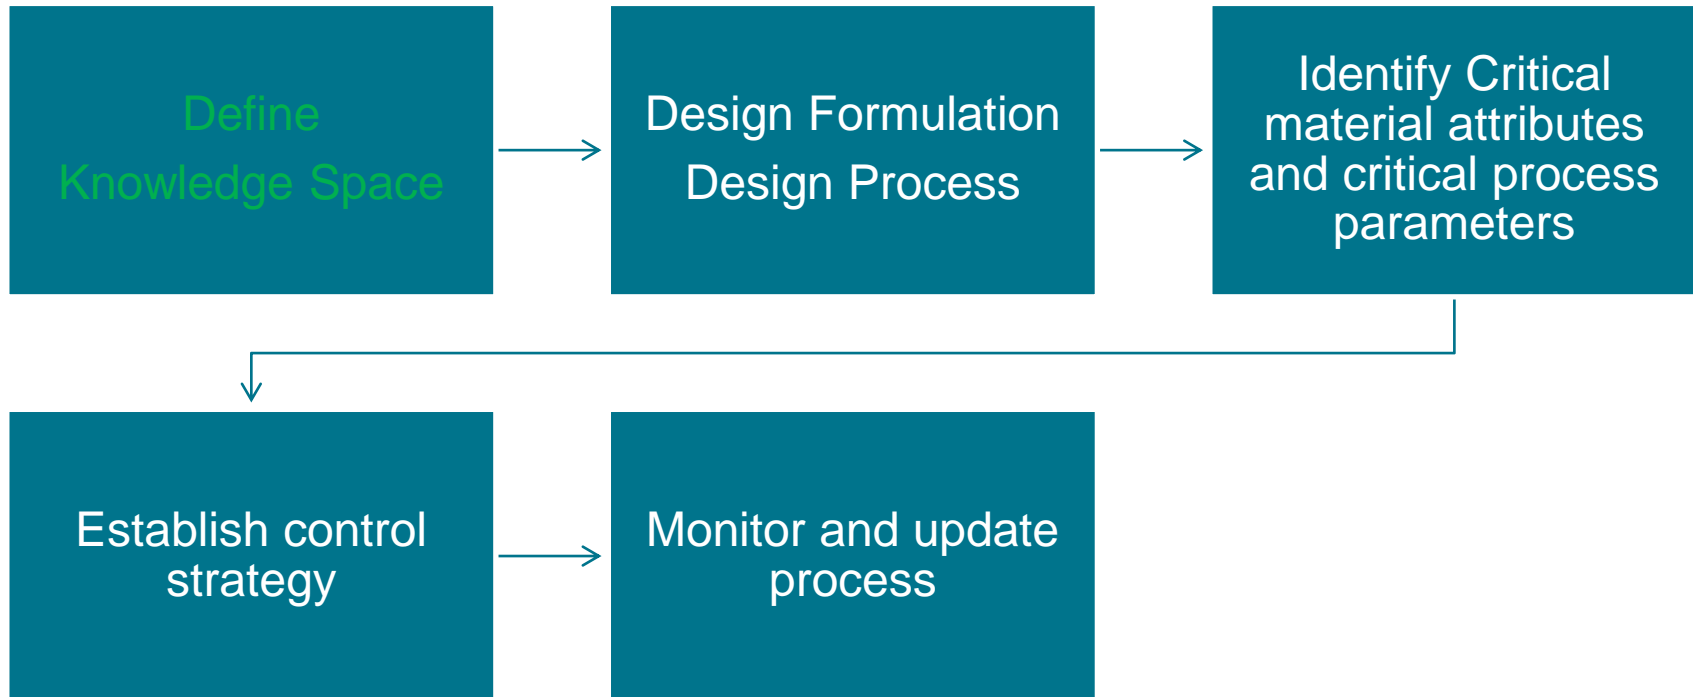 Define
Knowledge Space
Design Formulation
Design Process
Identify Critical
material attributes
and critical process
parameters
Establish control
strategy
Monitor and update
process